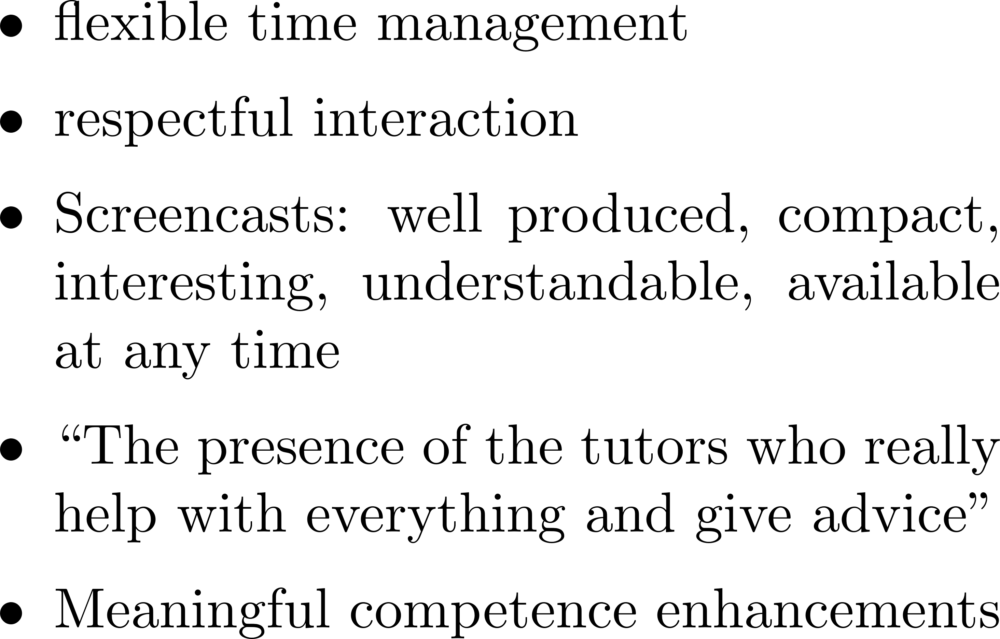 • flexible time management
• respectful interaction
• Screencasts: well produced, compact,
interesting, understandable, available
at any time
• “The presence of the tutors who really
help with everything and give advice”
• Meaningful competence enhancements